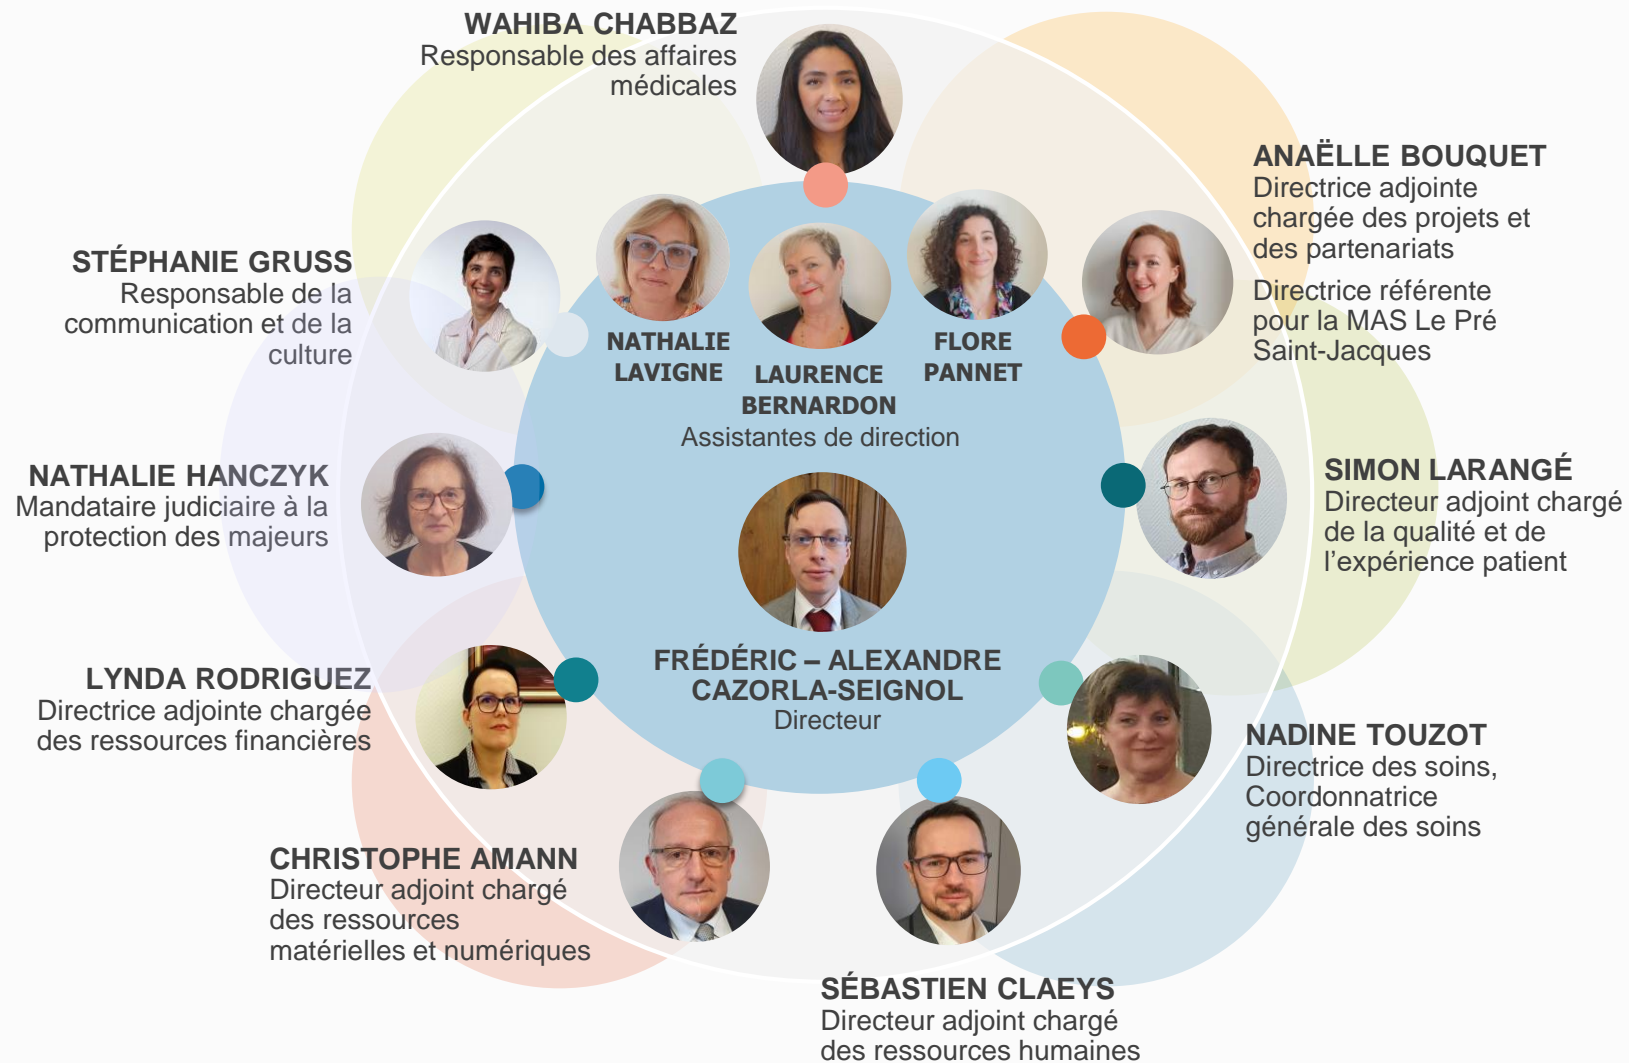 WAHIBA CHABBAZ
Responsable des affaires
médicales
ANAËLLE BOUQUET
Directrice adjointe
chargée des projets et
des partenariats
Directrice référente
pour la MAS Le Pré
Saint-Jacques
STÉPHANIE GRUSS
Responsable de la
communication et de la
culture
NATHALIE
LAVIGNE
LAURENCE
BERNARDON
FLORE
PANNET
Assistantes de direction
NATHALIE HANCZYK
Mandataire judiciaire à la
protection des majeurs
SIMON LARANGÉ
Directeur adjoint chargé
de la qualité et de
l’expérience patient
FRÉDÉRIC – ALEXANDRE
CAZORLA-SEIGNOL
Directeur
LYNDA RODRIGUEZ
Directrice adjointe chargée
des ressources financières
NADINE TOUZOT
Directrice des soins,
Coordonnatrice
générale des soins
CHRISTOPHE AMANN
Directeur adjoint chargé
des ressources
matérielles et numériques
SÉBASTIEN CLAEYS
Directeur adjoint chargé
des ressources humaines